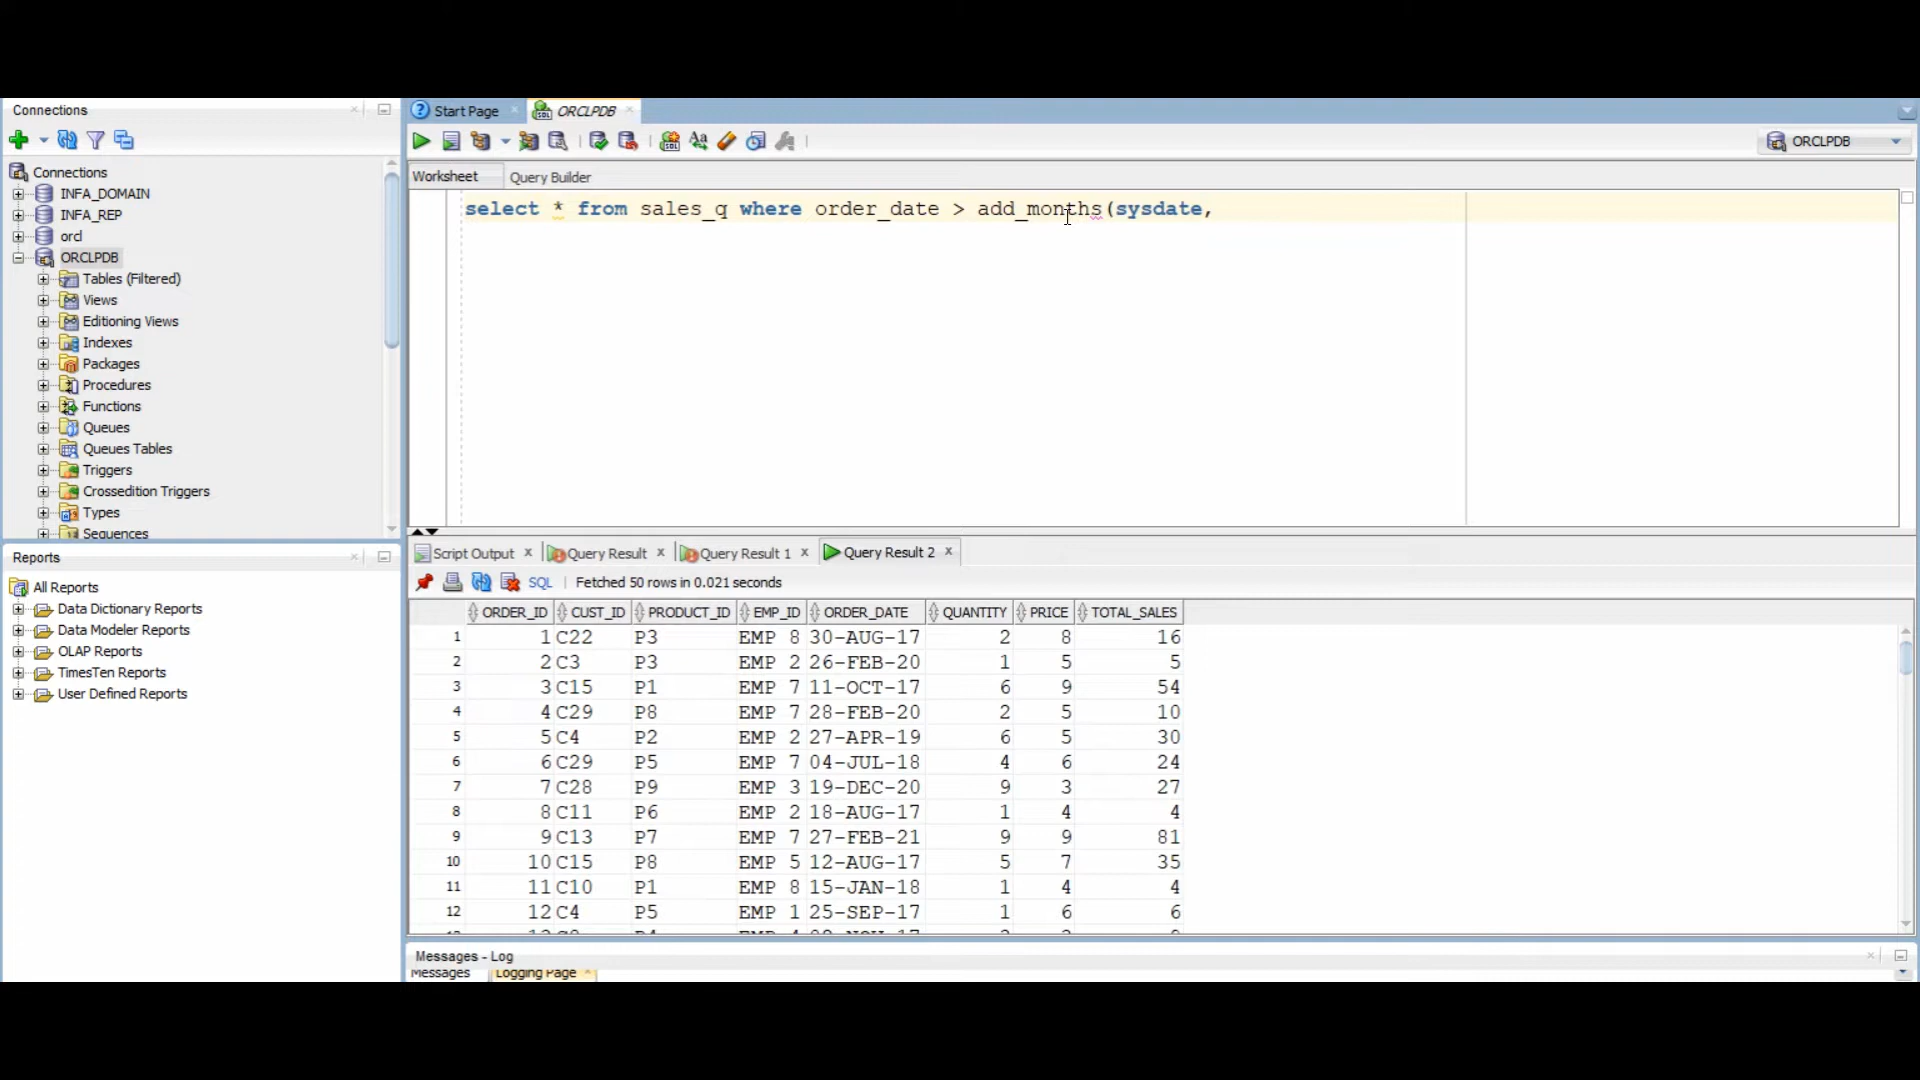 Connections
Start Page
ORCLPDB
ORCLPDB
Worksheet
Query Builder
Connections
INFA_DOMAIN
INFA_REP
orcl
ORCLPDB
Tables (Filtered)
Views
Editioning Views
Indexes
Packages
Procedures
Functions
Queues
Queues Tables
Triggers
Crossedition Triggers
Types
Sequences
select * from sales_q where order_date > add_months(sysdate,
Reports
All Reports
Data Dictionary Reports
Data Modeler Reports
OLAP Reports
TimesTen Reports
User Defined Reports
Script Output
Query Result
Query Result 1
Query Result 2
SQL
Fetched 50 rows in 0.021 seconds
ORDER_ID CUST_ID PRODUCT_ID EMP_ID ORDER_DATE QUANTITY PRICE TOTAL_SALES
1 1 C22 P3 EMP 8 30-AUG-17 2 8 16
2 2 C3 P3 EMP 2 26-FEB-20 1 5 5
3 3 C15 P1 EMP 7 11-OCT-17 6 9 54
4 4 C29 P8 EMP 7 28-FEB-20 2 5 10
5 5 C4 P2 EMP 2 27-APR-19 6 5 30
6 6 C29 P5 EMP 7 04-JUL-18 4 6 24
7 7 C28 P9 EMP 3 19-DEC-20 9 3 27
8 8 C11 P6 EMP 2 18-AUG-17 1 4 4
9 9 C13 P7 EMP 7 27-FEB-21 9 9 81
10 10 C15 P8 EMP 5 12-AUG-17 5 7 35
11 11 C10 P1 EMP 8 15-JAN-18 1 4 4
12 12 C4 P5 EMP 1 25-SEP-17 1 6 6
Messages - Log
Messages
Logging Page